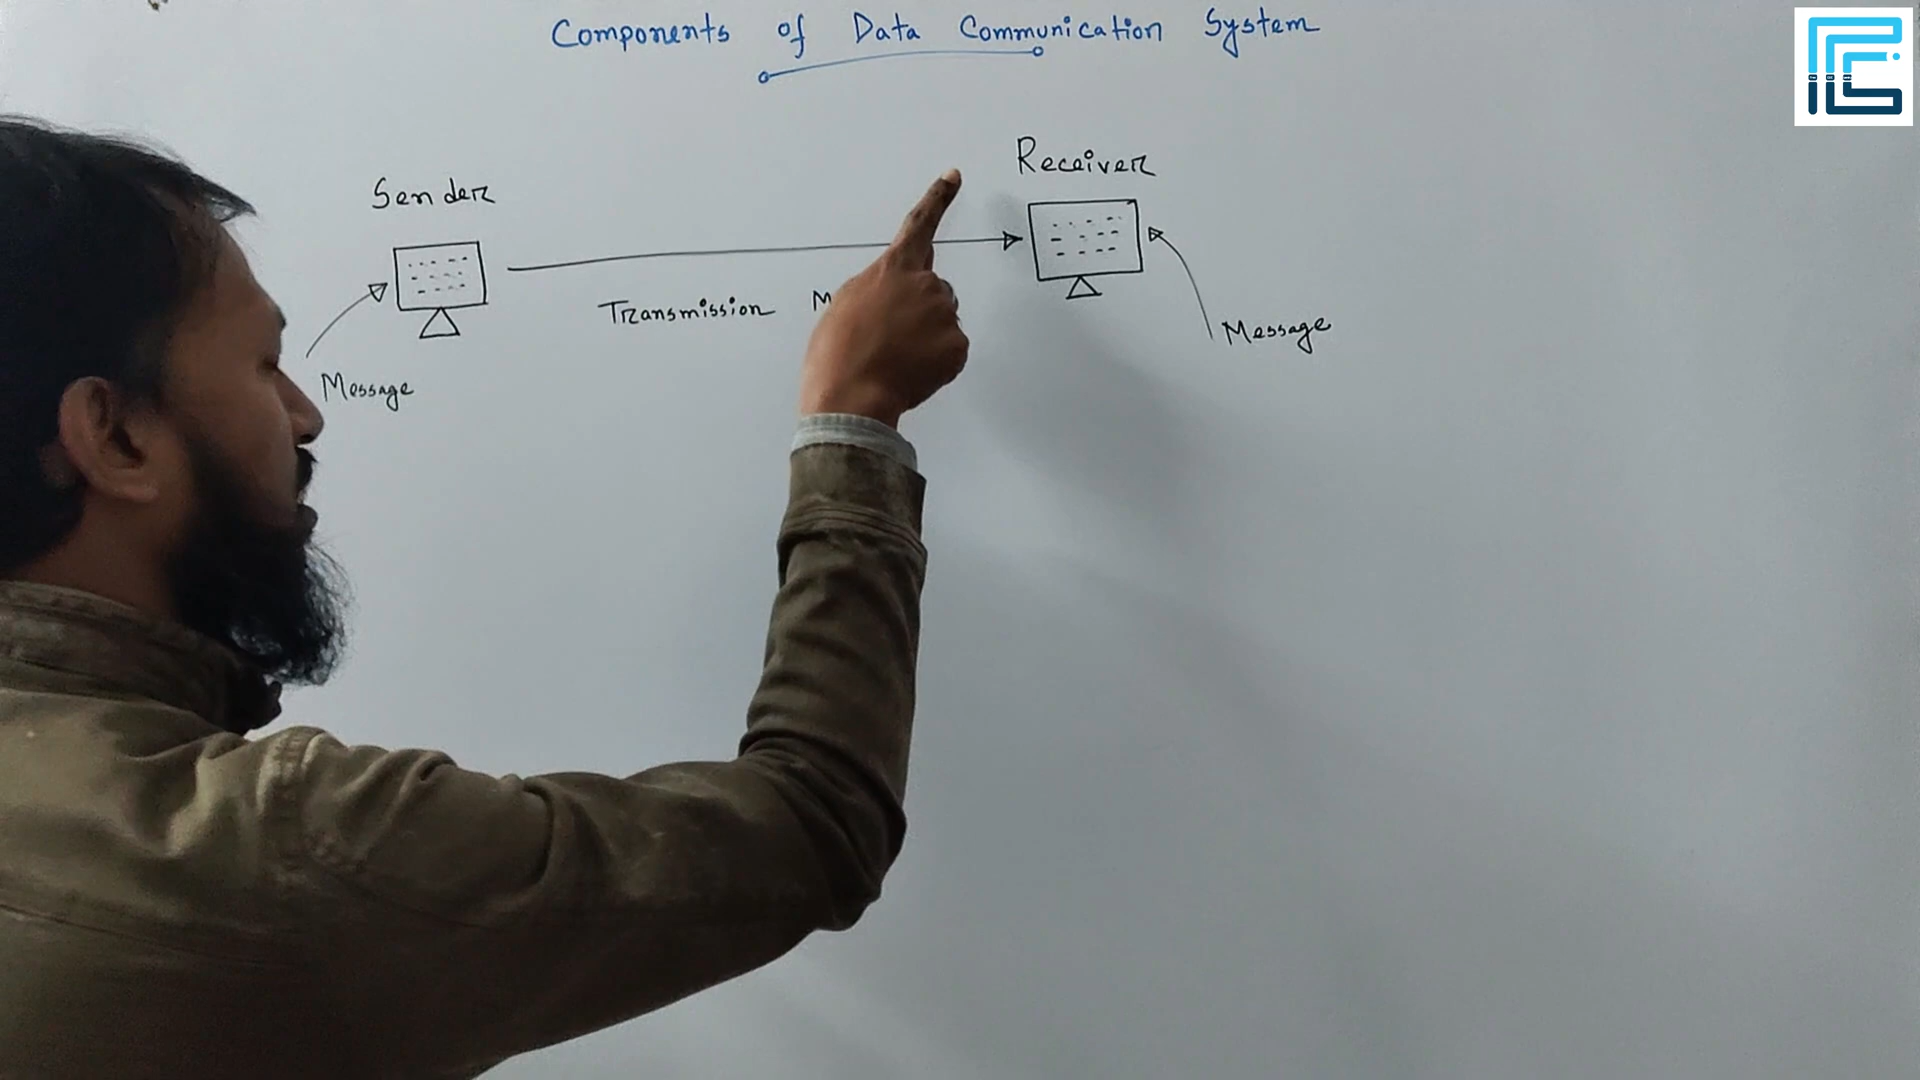 Components of Data Communication System
Sender
Receiver
Transmission
Message
Message